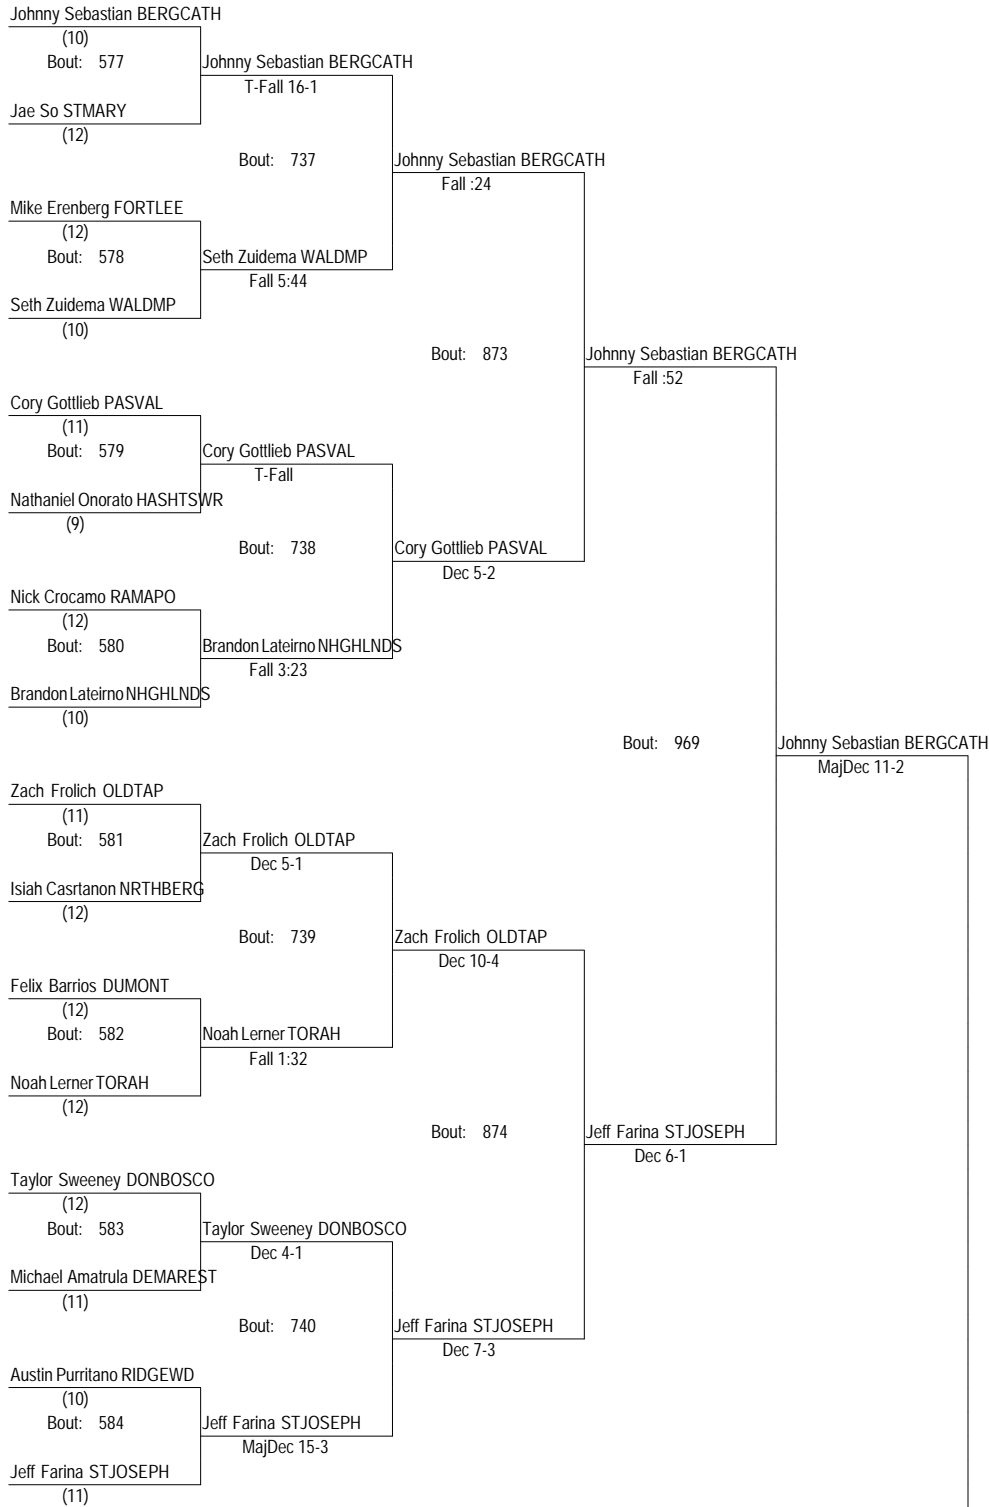 Johnny Sebastian BERGCATH
(10)
Bout: 577
Johnny Sebastian BERGCATH
T-Fall 16-1
Jae So STMARY
(12)
Bout: 737
Johnny Sebastian BERGCATH
Fall :24
Mike Erenberg FORTLEE
(12)
Bout: 578
Seth Zuidema WALDMP
Fall 5:44
Seth Zuidema WALDMP
(10)
Bout: 873
Johnny Sebastian BERGCATH
Fall :52
Cory Gottlieb PASVAL
(11)
Bout: 579
Cory Gottlieb PASVAL
T-Fall
Nathaniel Onorato HASHTSWR
(9)
Bout: 738
Cory Gottlieb PASVAL
Dec 5-2
Nick Crocamo RAMAPO
(12)
Bout: 580
Brandon Lateirno NHGHLNDS
Fall 3:23
Brandon Lateirno NHGHLNDS
(10)
Bout: 969
Johnny Sebastian BERGCATH
MajDec 11-2
Zach Frolich OLDTAP
(11)
Bout: 581
Zach Frolich OLDTAP
Dec 5-1
Isiah Casrtanon NRTHBERG
(12)
Bout: 739
Zach Frolich OLDTAP
Dec 10-4
Felix Barrios DUMONT
(12)
Bout: 582
Noah Lerner TORAH
Fall 1:32
Noah Lerner TORAH
(12)
Bout: 874
Jeff Farina STJOSEPH
Dec 6-1
Taylor Sweeney DONBOSCO
(12)
Bout: 583
Taylor Sweeney DONBOSCO
Dec 4-1
Michael Amatrula DEMAREST
(11)
Bout: 740
Jeff Farina STJOSEPH
Dec 7-3
Austin Purritano RIDGEWD
(10)
Bout: 584
Jeff Farina STJOSEPH
MajDec 15-3
Jeff Farina STJOSEPH
(11)